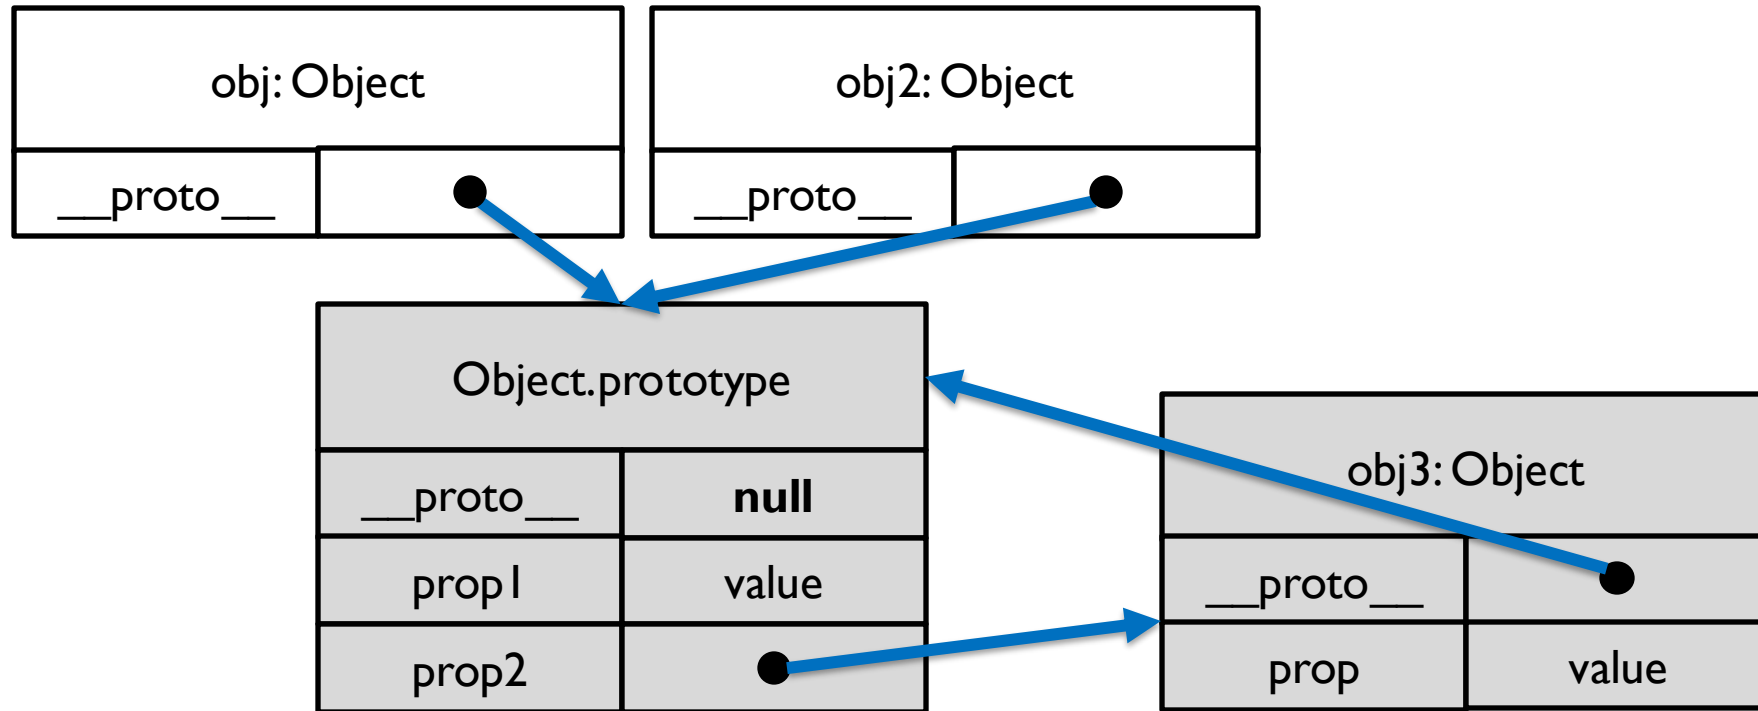 obj: Object
obj2: Object
__proto__
__proto__
Object.prototype
__proto__ null
prop1 value
prop2
obj3: Object
__proto__
prop value